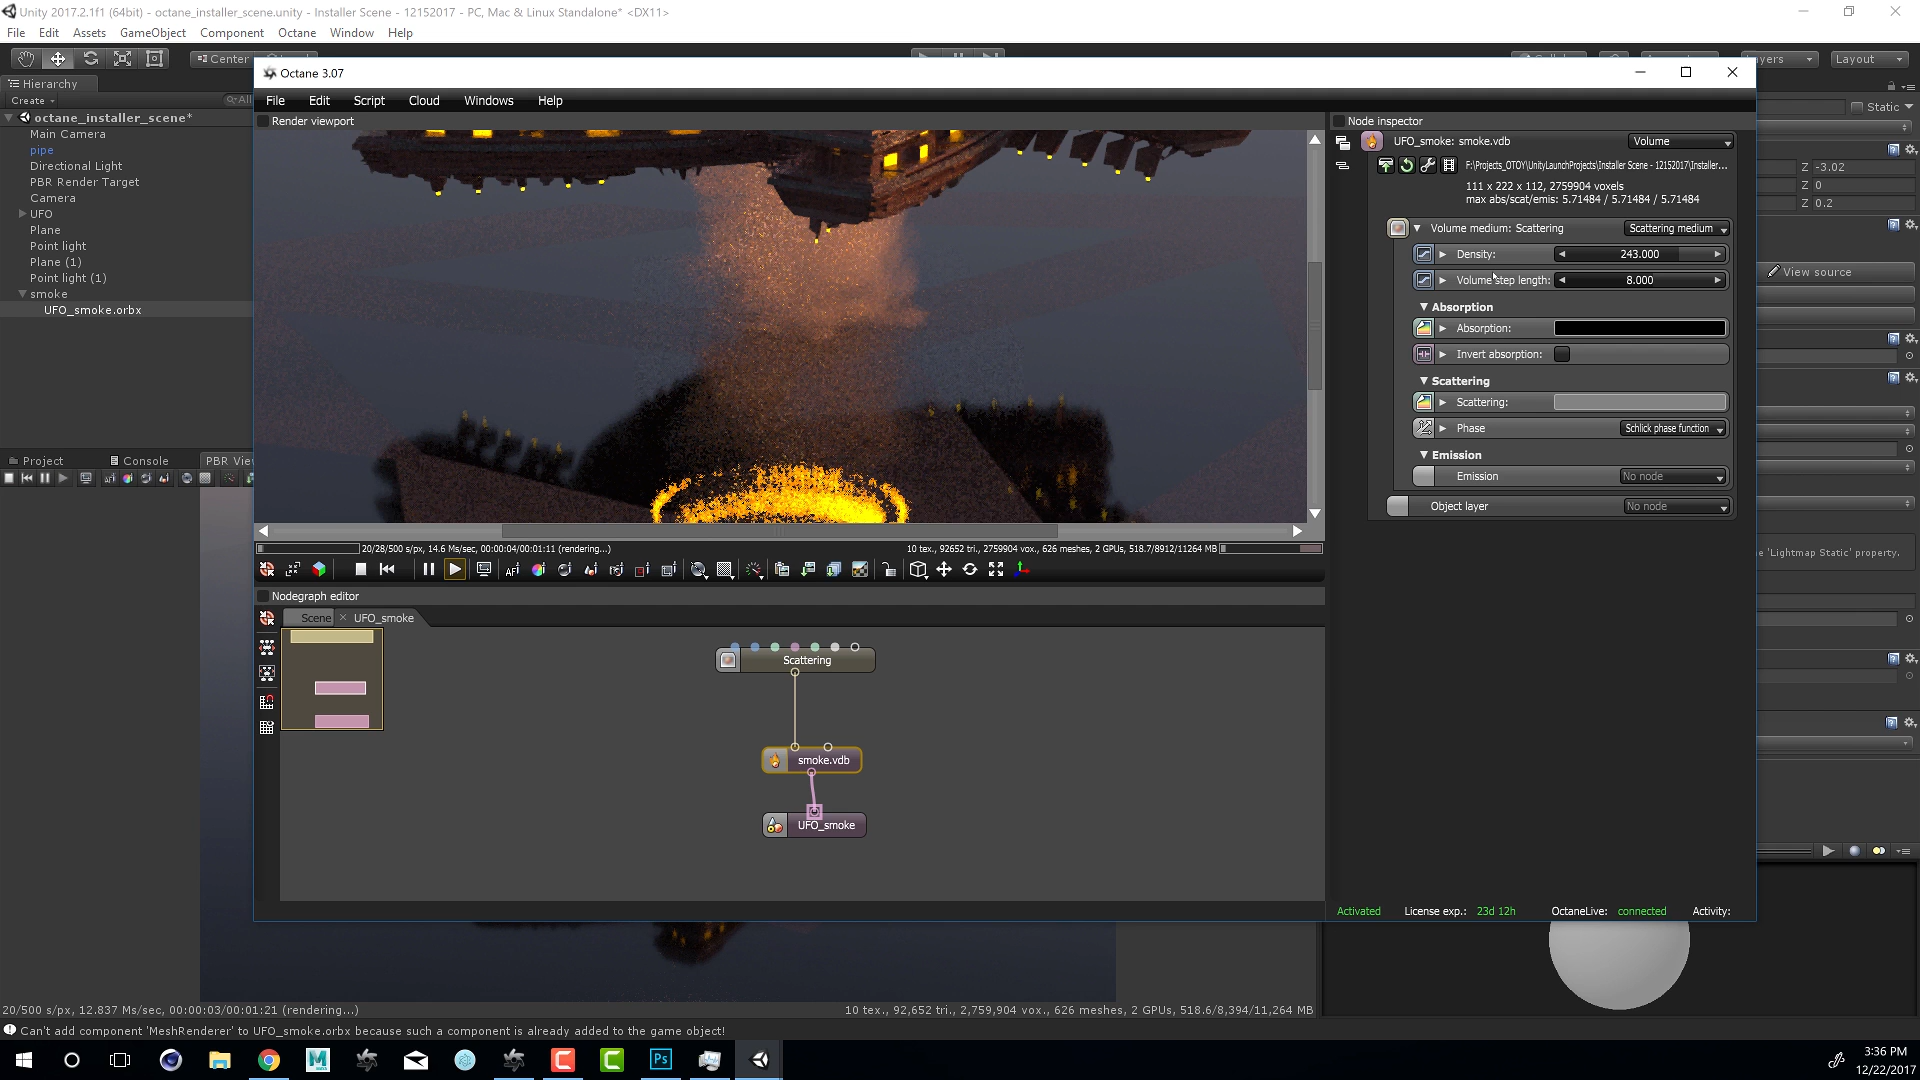 Unity 2017.2.1f1 (64bit) - octane_installer_scene.unity - Installer Scene - 12152017 - PC, Mac & Linux Standalone* <DX11>
File Edit Assets GameObject Component Octane Window Help
Center
Layout
Hierarchy
Create
All
Static
octane_installer_scene*
Main Camera
pipe
Directional Light
PBR Render Target
Camera
UFO
Plane
Point light
Plane (1)
Point light (1)
smoke
UFO_smoke.orbx
Project
Console
Octane 3.07
File Edit Script Cloud Windows Help
Render viewport
20/28/500 s/px, 14.6 Ms/sec, 00:00:04/00:01:11 (rendering...)
10 tex., 92652 tri., 2759904 vox., 626 meshes, 2 GPUs, 518.7/8912/11264 MB
Nodegraph editor
Scene
UFO_smoke
Scattering
smoke.vdb
UFO_smoke
Node inspector
UFO_smoke: smoke.vdb
Volume
F:\Projects_OTOY\UnityLaunchProjects\Installer Scene - 12152017\Installer...
111 x 222 x 112, 2759904 voxels
max abs/scat/emis: 5.71484 / 5.71484 / 5.71484
Volume medium: Scattering
Scattering medium
Density:
243.000
Volume step length:
8.000
Absorption
Absorption:
Invert absorption:
Scattering
Scattering:
Phase
Schlick phase function
Emission
Emission
No node
Object layer
No node
Activated
License exp.: 23d 12h
OctaneLive: connected
Activity:
Z -3.02
Z 0
Z 0.2
View source
'Lightmap Static' property.
20/500 s/px, 12.837 Ms/sec, 00:00:03/00:01:21 (rendering...)
10 tex., 92,652 tri., 2,759,904 vox., 626 meshes, 2 GPUs, 518.6/8,394/11,264 MB
Can't add component 'MeshRenderer' to UFO_smoke.orbx because such a component is already added to the game object!
Ps
3:36 PM
12/22/2017